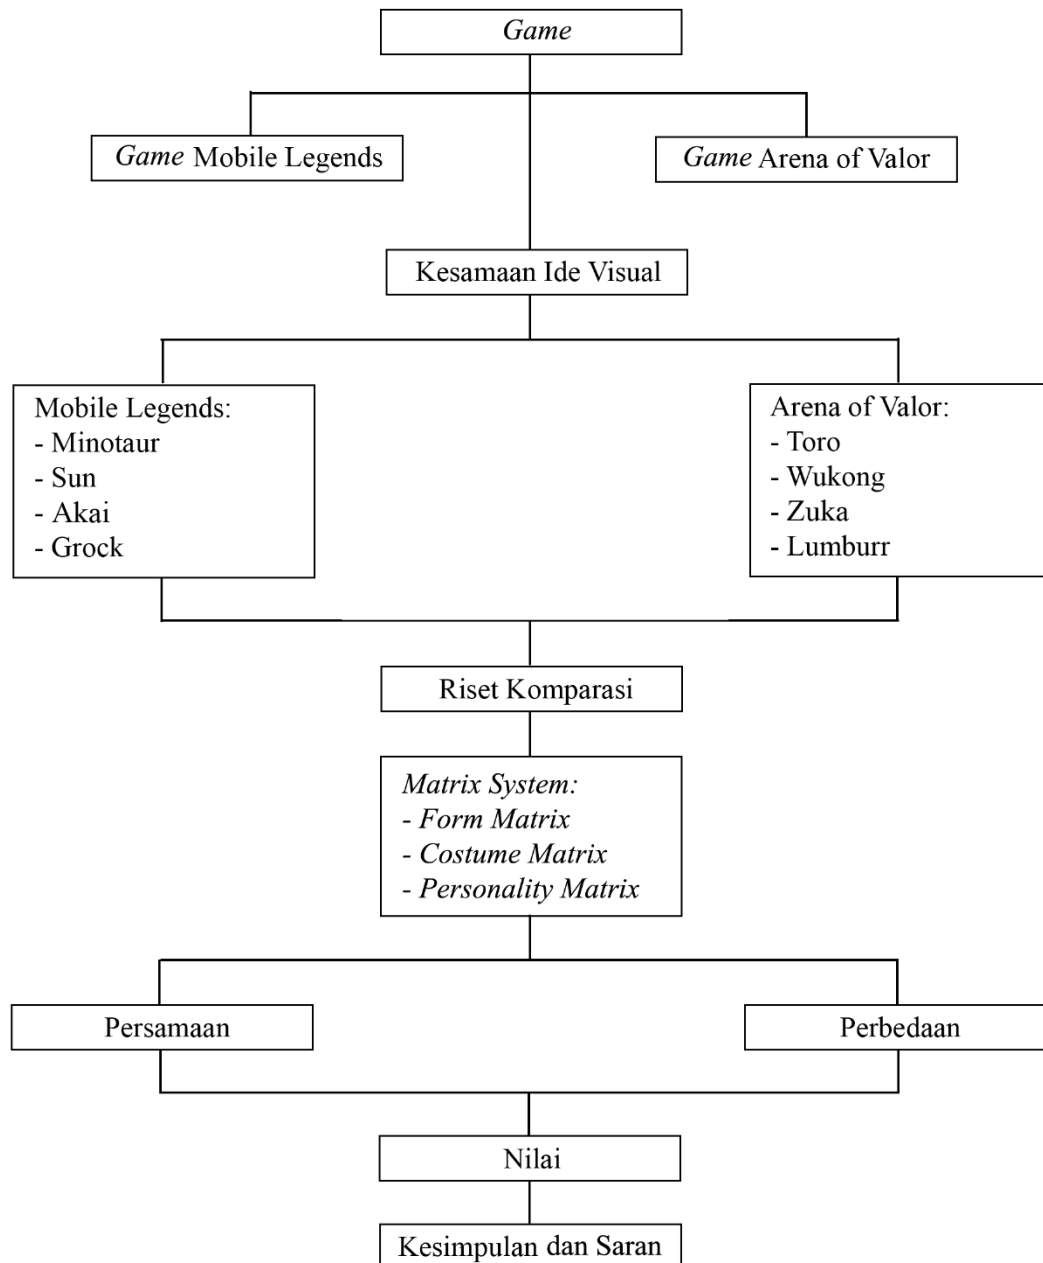 Game
Game Mobile Legends
Game Arena of Valor
Kesamaan Ide Visual
Mobile Legends:
- Minotaur
- Sun
- Akai
- Grock
Arena of Valor:
- Toro
- Wukong
- Zuka
- Lumburr
Riset Komparasi
Matrix System:
- Form Matrix
- Costume Matrix
- Personality Matrix
Persamaan
Perbedaan
Nilai
Kesimpulan dan Saran